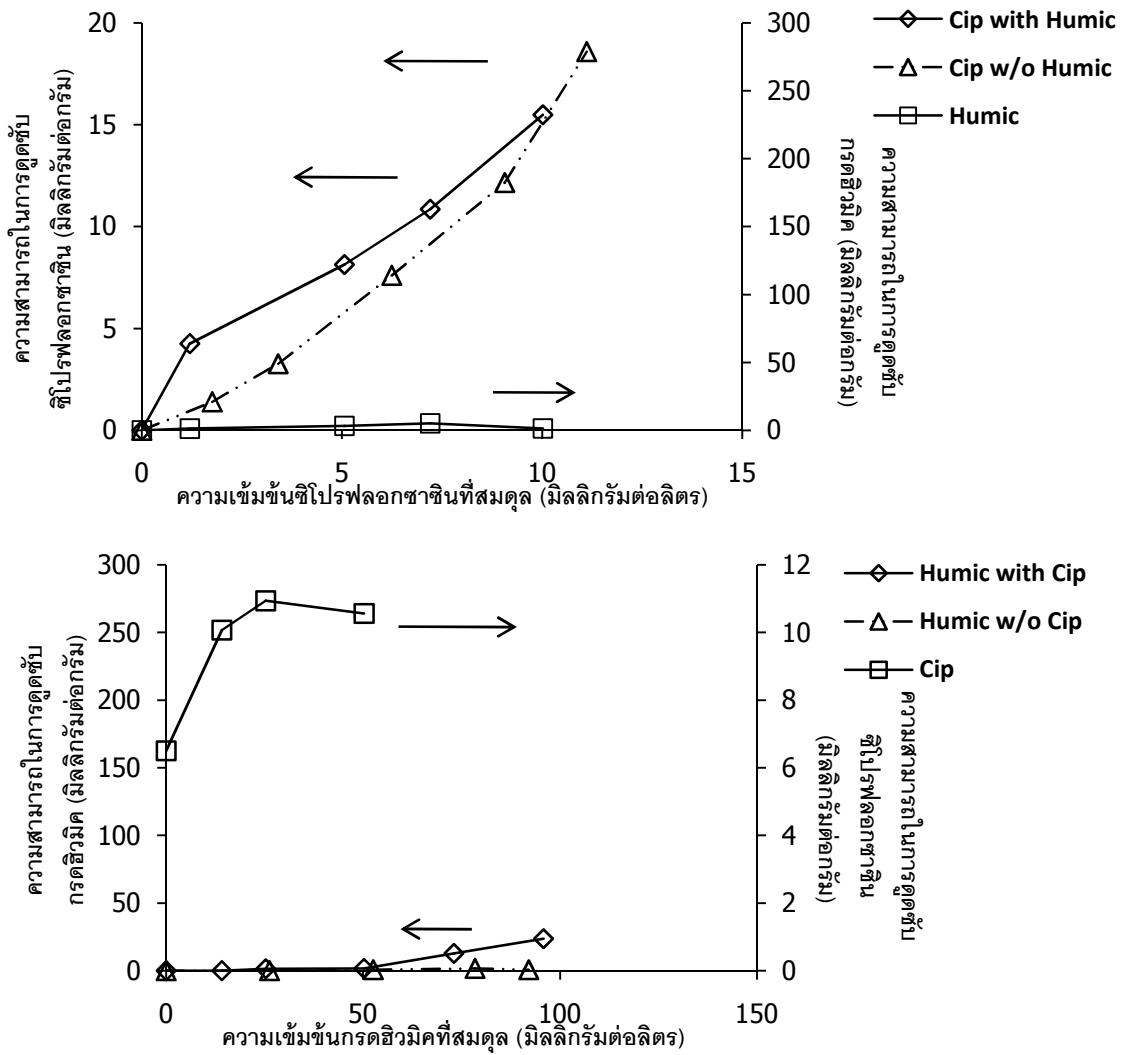 20
15
10
5
0
0
5
10
15
300
250
200
150
100
50
0
ความสามารถในการดูดซับ
ซิโปรฟลอกซาซิน (มิลลิกรัมต่อกรัม)
ความสามารถในการดูดซับ
กรดฮิวมิค (มิลลิกรัมต่อกรัม)
ความเข้มข้นซิโปรฟลอกซาซินที่สมดุล (มิลลิกรัมต่อลิตร)
Cip with Humic
Cip w/o Humic
Humic
300
250
200
150
100
50
0
0
50
100
150
12
10
8
6
4
2
0
ความสามารถในการดูดซับ
กรดฮิวมิค (มิลลิกรัมต่อกรัม)
ความสามารถในการดูดซับ
ซิโปรฟลอกซาซิน
(มิลลิกรัมต่อกรัม)
ความเข้มข้นกรดฮิวมิคที่สมดุล (มิลลิกรัมต่อลิตร)
Humic with Cip
Humic w/o Cip
Cip